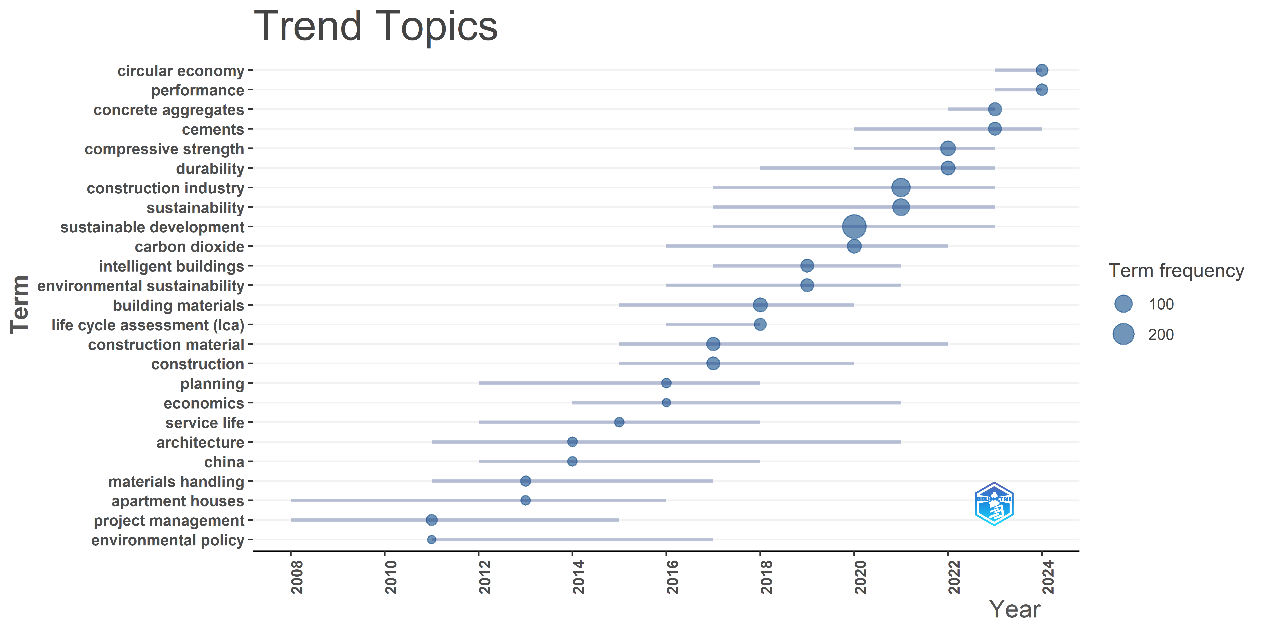 Trend Topics
circular economy
performance
concrete aggregates
cements
compressive strength
durability
construction industry
sustainability
sustainable development
carbon dioxide
intelligent buildings
environmental sustainability
building materials
life cycle assessment (lca)
construction material
construction
planning
economics
service life
architecture
china
materials handling
apartment houses
project management
environmental policy
Term
2008
2010
2012
2014
2016
2018
2020
2022
2024
Year
Term frequency
100
200